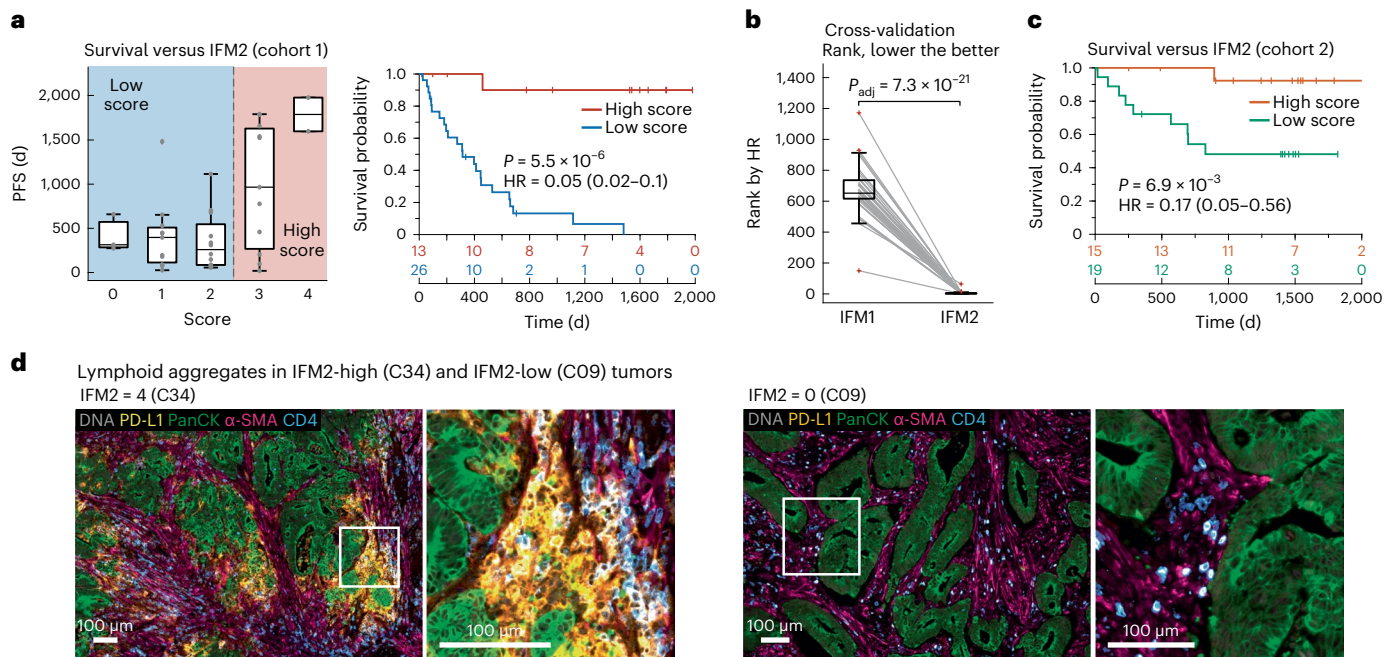 a
Survival versus IFM2 (cohort 1)
Low
score
High
score
PFS (d)
2,000
1,500
1,000
500
0
0 1 2 3 4
Score
Survival probability
1.0
0.8
0.6
0.4
0.2
0
High score
Low score
P = 5.5 × 10⁻⁶
HR = 0.05 (0.02–0.1)
13 10 8 7 4 0
26 10 2 1 0 0
0 400 800 1,200 1,600 2,000
Time (d)
b
Cross-validation
Rank, lower the better
Padj = 7.3 × 10⁻²¹
Rank by HR
1,400
1,200
1,000
800
600
400
200
0
IFM1 IFM2
c
Survival versus IFM2 (cohort 2)
Survival probability
1.0
0.8
0.6
0.4
0.2
0
High score
Low score
P = 6.9 × 10⁻³
HR = 0.17 (0.05–0.56)
15 13 11 7 2
19 12 8 3 0
0 500 1,000 1,500 2,000
Time (d)
d
Lymphoid aggregates in IFM2-high (C34) and IFM2-low (C09) tumors
IFM2 = 4 (C34)
DNA PD-L1 PanCK α-SMA CD4
100 µm
100 µm
IFM2 = 0 (C09)
DNA PD-L1 PanCK α-SMA CD4
100 µm
100 µm